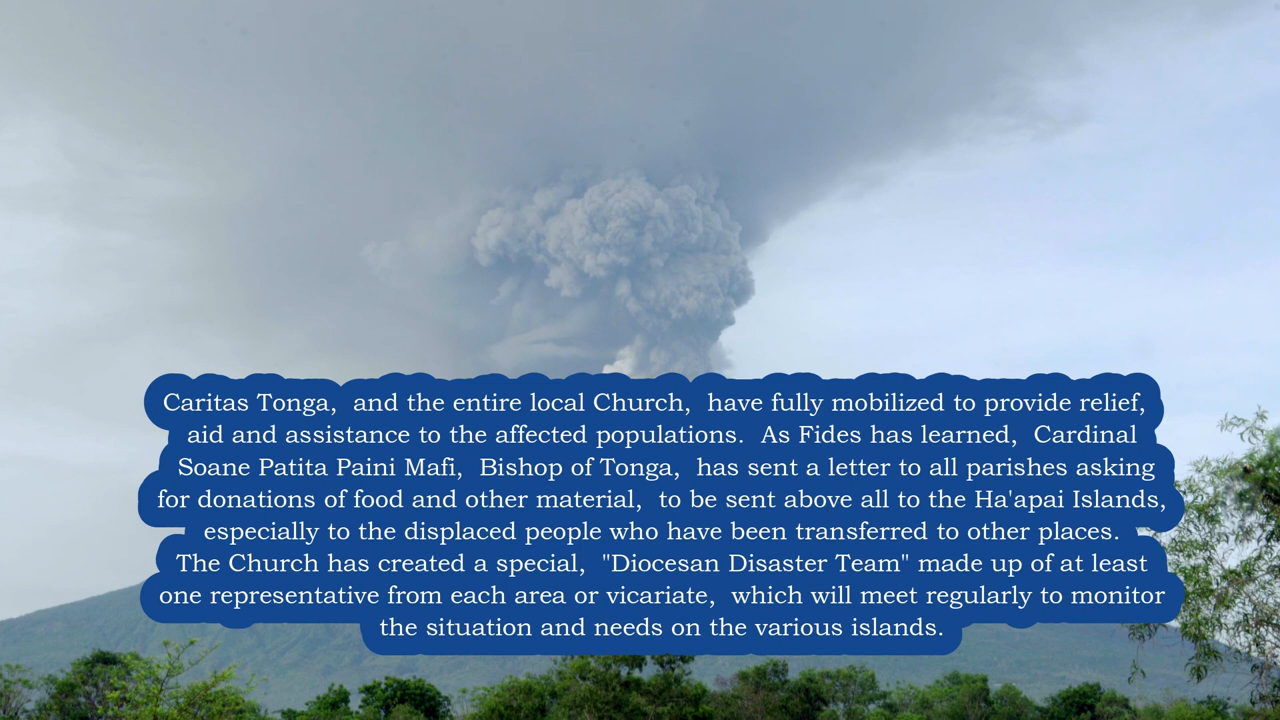 Caritas Tonga,  and the entire local Church,  have fully mobilized to provide relief,
aid and assistance to the affected populations.  As Fides has learned,  Cardinal
Soane Patita Paini Mafi,  Bishop of Tonga,  has sent a letter to all parishes asking
for donations of food and other material,  to be sent above all to the Ha'apai Islands,
especially to the displaced people who have been transferred to other places.
The Church has created a special,  "Diocesan Disaster Team" made up of at least
one representative from each area or vicariate,  which will meet regularly to monitor
the situation and needs on the various islands.